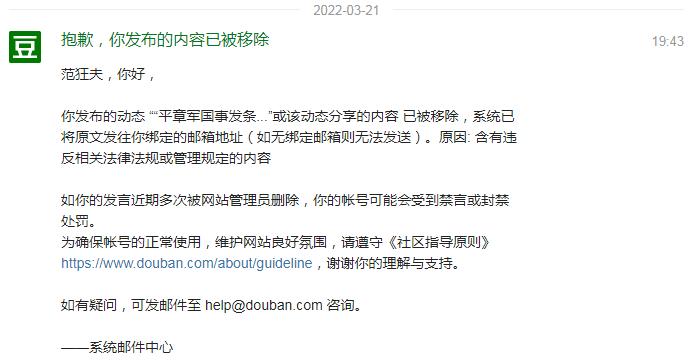 2022-03-21
豆
抱歉，你发布的内容已被移除
19:43
范狂夫，你好，
你发布的动态 ““平章军国事发条...”或该动态分享的内容 已被移除，系统已
将原文发往你绑定的邮箱地址（如无绑定邮箱则无法发送）。原因: 含有违
反相关法律法规或管理规定的内容
如你的发言近期多次被网站管理员删除，你的帐号可能会受到禁言或封禁
处罚。
为确保帐号的正常使用，维护网站良好氛围，请遵守《社区指导原则》
https://www.douban.com/about/guideline，谢谢你的理解与支持。
如有疑问，可发邮件至 help@douban.com 咨询。
——系统邮件中心